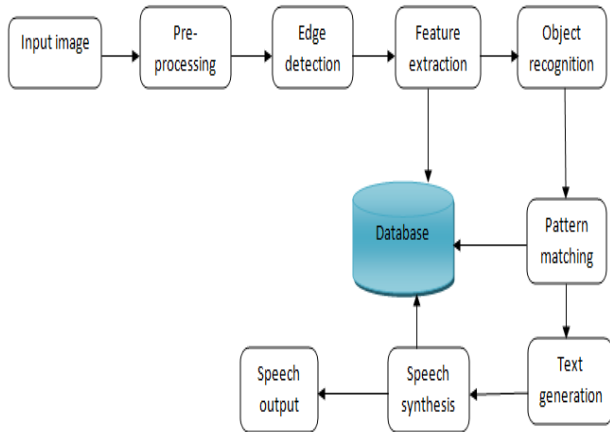 Input image
Pre-
processing
Edge
detection
Feature
extraction
Object
recognition
Database
Pattern
matching
Text
generation
Speech
synthesis
Speech
output